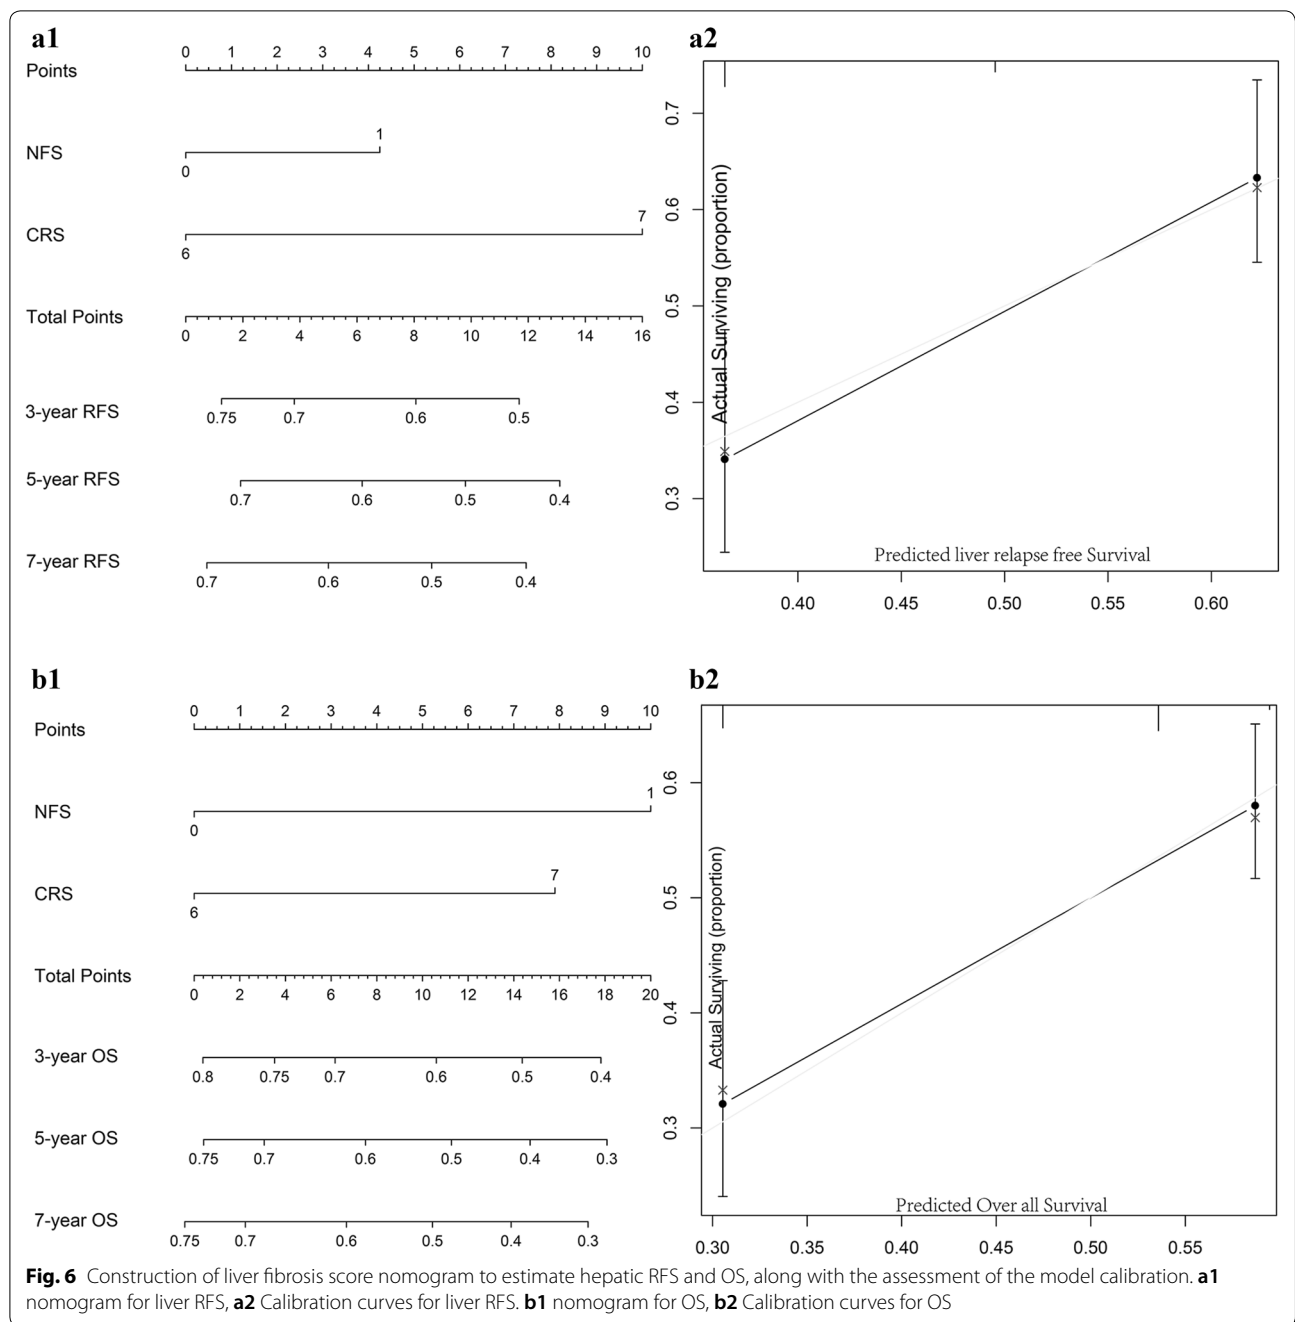 a1
0 1 2 3 4 5 6 7 8 9 10
Points
1
NFS
0
7
CRS
6
Total Points
0 2 4 6 8 10 12 14 16
3-year RFS
0.75 0.7 0.6 0.5
5-year RFS
0.7 0.6 0.5 0.4
7-year RFS
0.7 0.6 0.5 0.4
a2
0.7
0.6
0.5
0.4
0.3
Actual Surviving (proportion)
Predicted liver relapse free Survival
0.40 0.45 0.50 0.55 0.60
b1
0 1 2 3 4 5 6 7 8 9 10
Points
1
NFS
0
7
CRS
6
Total Points
0 2 4 6 8 10 12 14 16 18 20
3-year OS
0.8 0.75 0.7 0.6 0.5 0.4
5-year OS
0.75 0.7 0.6 0.5 0.4 0.3
7-year OS
0.75 0.7 0.6 0.5 0.4 0.3
b2
0.6
0.5
0.4
0.3
Actual Surviving (proportion)
Predicted Over all Survival
0.30 0.35 0.40 0.45 0.50 0.55
Fig. 6 Construction of liver fibrosis score nomogram to estimate hepatic RFS and OS, along with the assessment of the model calibration. a1
nomogram for liver RFS, a2 Calibration curves for liver RFS. b1 nomogram for OS, b2 Calibration curves for OS